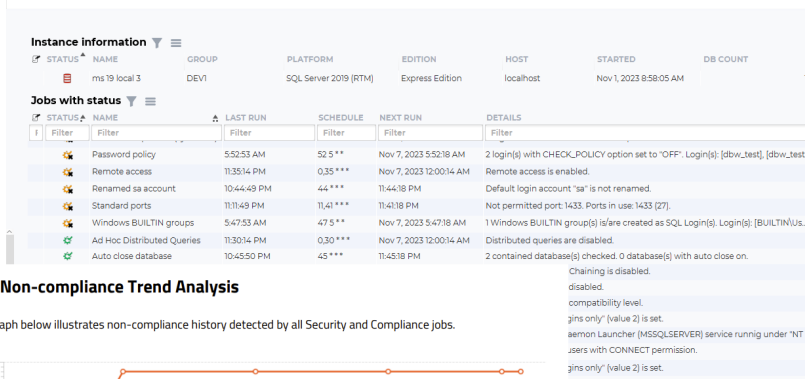 Instance information
STATUS NAME GROUP PLATFORM EDITION HOST STARTED DB COUNT
ms 19 local 3 DEV1 SQL Server 2019 (RTM) Express Edition localhost Nov 1, 2023 8:58:05 AM
Jobs with status
STATUS NAME LAST RUN SCHEDULE NEXT RUN DETAILS
Filter Filter Filter Filter Filter Filter
Password policy 5:52:53 AM 52 5 * * Nov 7, 2023 5:52:18 AM 2 login(s) with CHECK_POLICY option set to "OFF". Login(s): [dbw_test], [dbw_test
Remote access 11:35:14 PM 0,35 * * * Nov 7, 2023 12:00:14 AM Remote access is enabled.
Renamed sa account 10:44:49 PM 44 * * * 11:44:18 PM Default login account "sa" is not renamed.
Standard ports 11:11:49 PM 11,41 * * * 11:41:18 PM Not permitted port: 1433. Ports in use: 1433 (27).
Windows BUILTIN groups 5:47:53 AM 47 5 * * Nov 7, 2023 5:47:18 AM 1 Windows BUILTIN group(s) is/are created as SQL Login(s). Login(s): [BUILTIN\Us...
Ad Hoc Distributed Queries 11:30:14 PM 0,30 * * * Nov 7, 2023 12:00:14 AM Distributed queries are disabled.
Auto close database 10:45:50 PM 45 * * * 11:45:18 PM 2 contained database(s) checked. 0 database(s) with auto close on.
Chaining is disabled.
Non-compliance Trend Analysis
disabled.
compatibility level.
gins only" (value 2) is set.
aph below illustrates non-compliance history detected by all Security and Compliance jobs.
aemon Launcher (MSSQLSERVER) service runnig under "NT
users with CONNECT permission.
gins only" (value 2) is set.